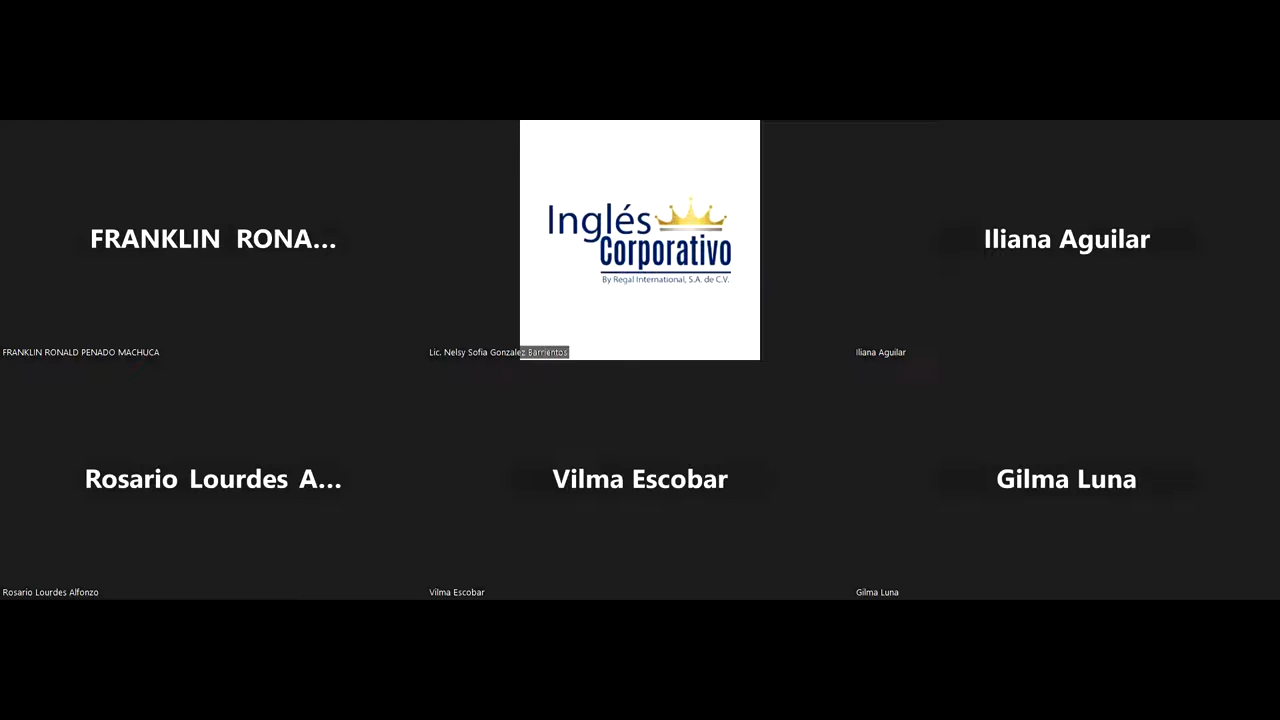 FRANKLIN RONA...
Inglés
Corporativo
By Regal International, S.A. de C.V.
Iliana Aguilar
FRANKLIN RONALD PENADO MACHUCA
Lic. Nelsy Sofia Gonzalez Barrientos
Iliana Aguilar
Rosario Lourdes A...
Vilma Escobar
Gilma Luna
Rosario Lourdes Alfonzo
Vilma Escobar
Gilma Luna